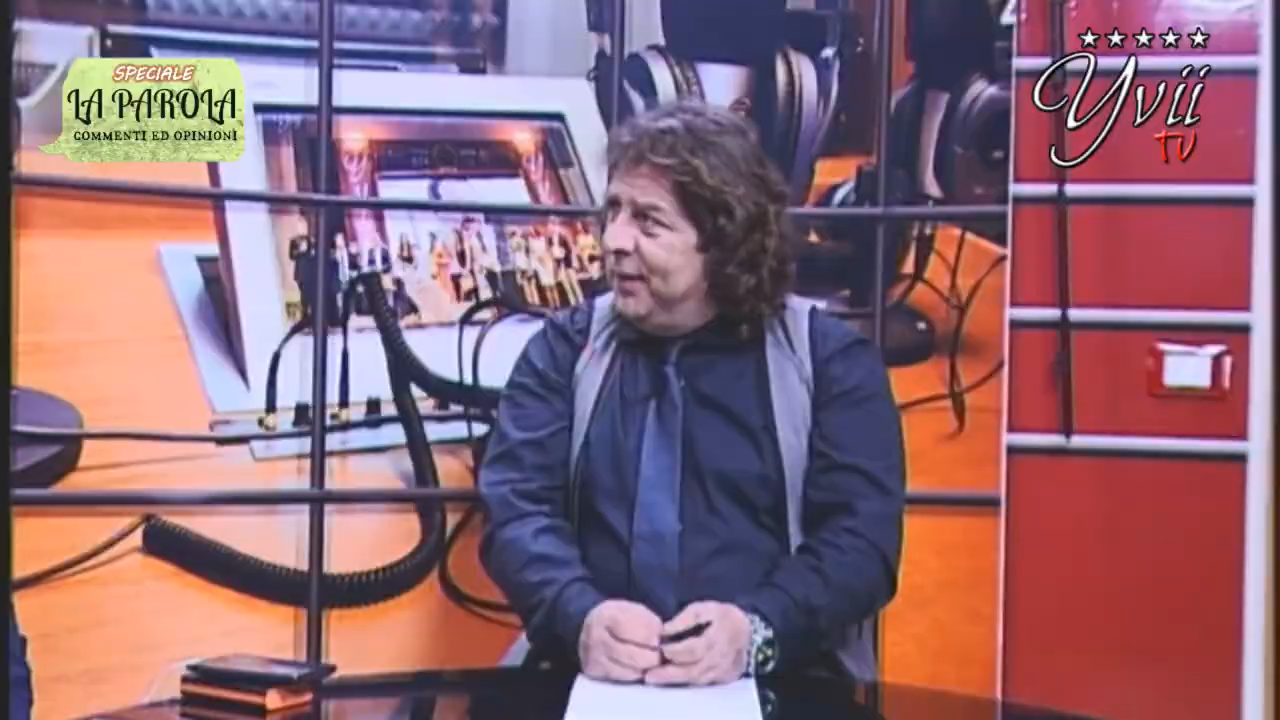 SPECIALE
LA PAROLA
COMMENTI ED OPINIONI
Yvii
TV